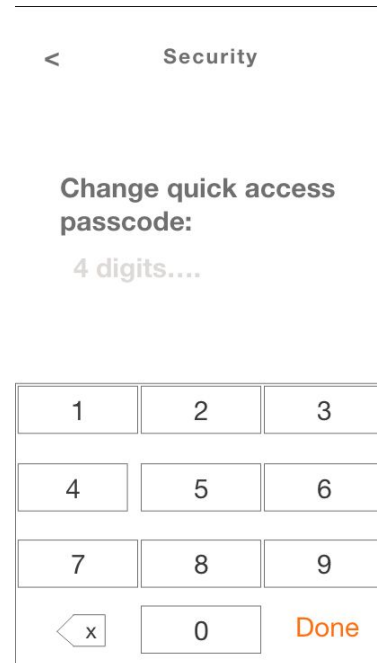 < Security
Change quick access
passcode:
4 digits....
1 2 3
4 5 6
7 8 9
x 0 Done